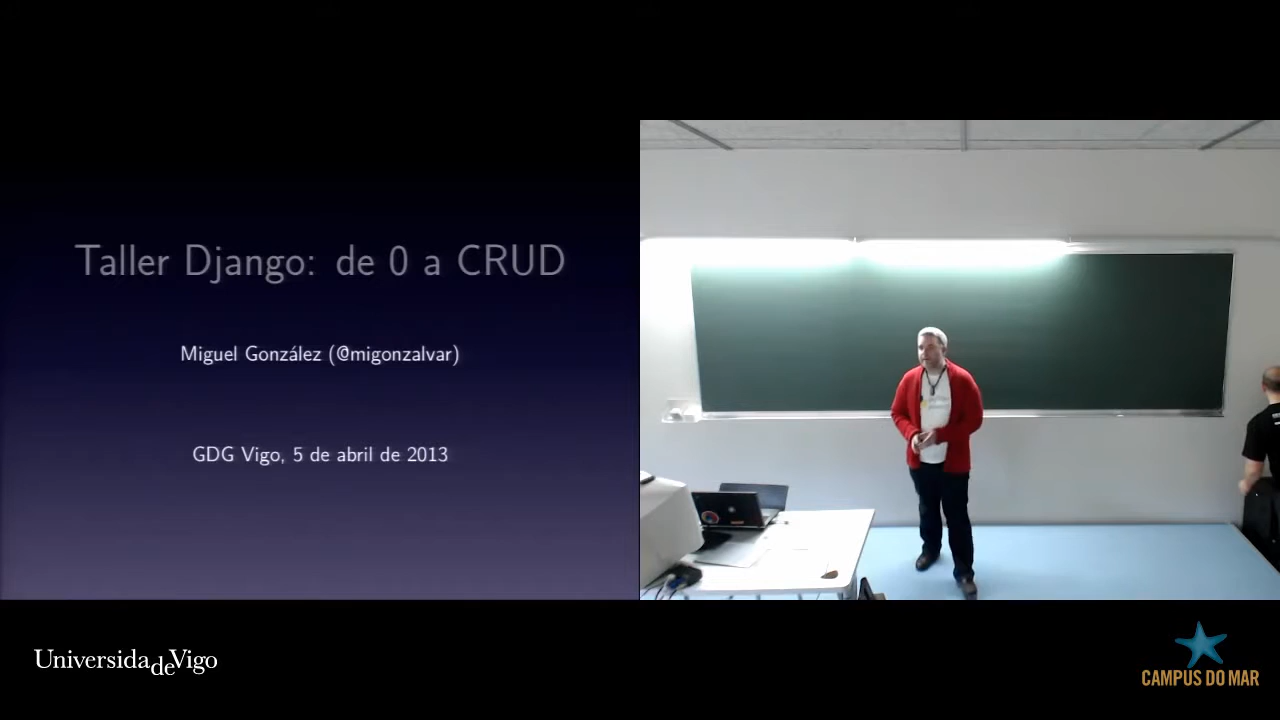 Taller Django: de 0 a CRUD
Miguel González (@migonzalvar)
GDG Vigo, 5 de abril de 2013
UniversidadeVigo
CAMPUS DO MAR